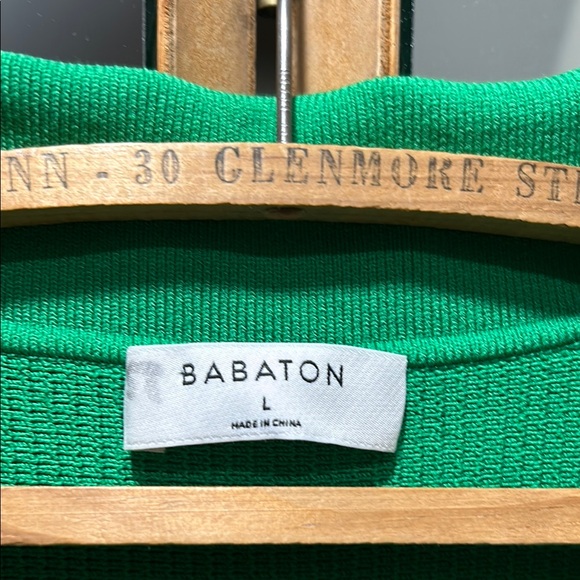 NN - 30 GLENMORE ST
BABATON
L
MADE IN CHINA